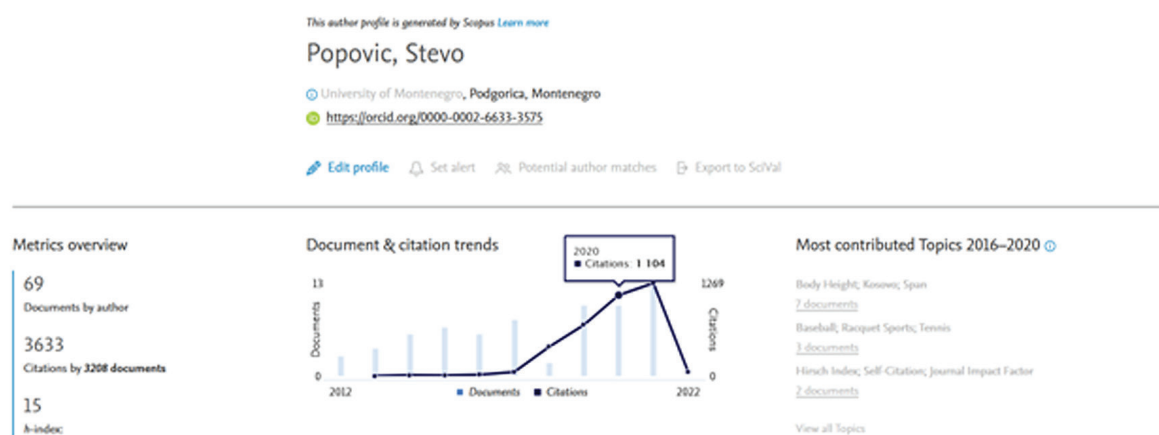 This author profile is generated by Scopus Learn more
Popovic, Stevo
University of Montenegro, Podgorica, Montenegro
iD https://orcid.org/0000-0002-6633-3575
Edit profile Set alert Potential author matches Export to SciVal
Metrics overview
69
Documents by author
3633
Citations by 3208 documents
15
h-index:
Document & citation trends
2020
Citations: 1 104
13
1269
Documents
Citations
0
0
2012
2022
Documents Citations
Most contributed Topics 2016–2020
Body Height; Kosovo; Span
7 documents
Baseball; Racquet Sports; Tennis
3 documents
Hirsch Index; Self-Citation; Journal Impact Factor
2 documents
View all Topics